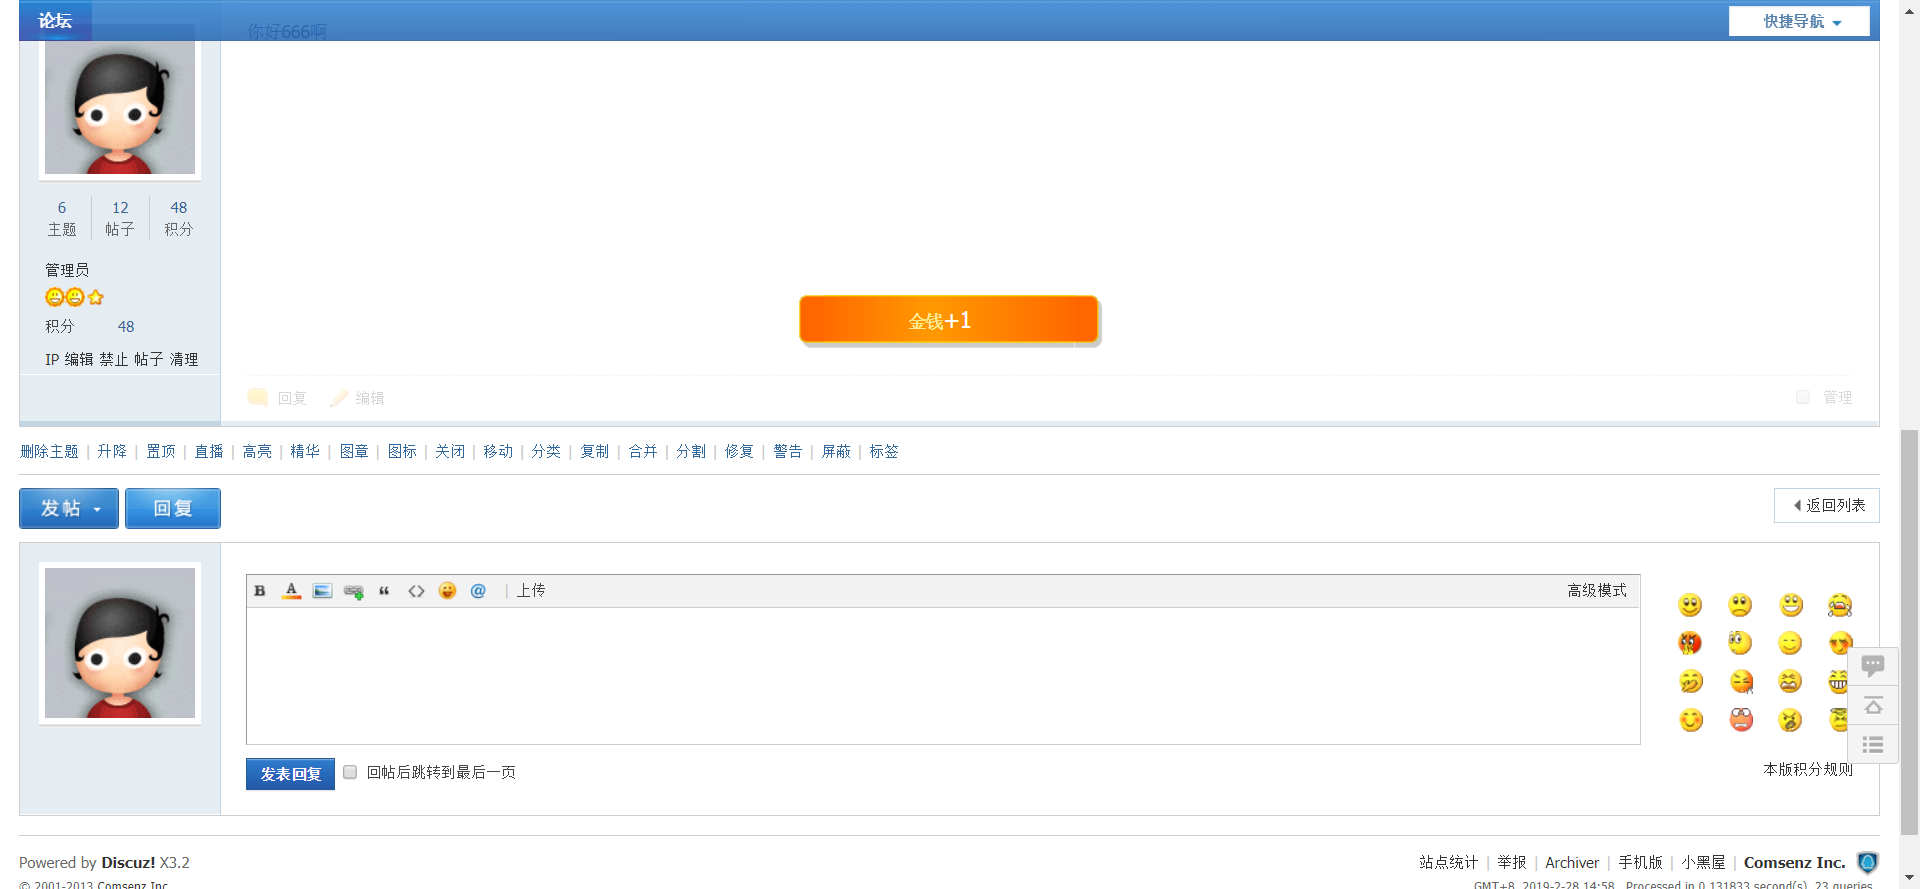 论坛
你好666啊
快捷导航
6 12 48
主题 帖子 积分
管理员
积分 48
IP 编辑 禁止 帖子 清理
金钱+1
回复 编辑 管理
删除主题 | 升降 | 置顶 | 直播 | 高亮 | 精华 | 图章 | 图标 | 关闭 | 移动 | 分类 | 复制 | 合并 | 分割 | 修复 | 警告 | 屏蔽 | 标签
发帖 回复 返回列表
B A “ <> @ | 上传 高级模式
发表回复 回帖后跳转到最后一页
本版积分规则
Powered by Discuz! X3.2
站点统计 | 举报 | Archiver | 手机版 | 小黑屋 | Comsenz Inc.
© 2001-2013 Comsenz Inc.
GMT+8, 2019-2-28 14:58 , Processed in 0.131833 second(s), 23 queries .